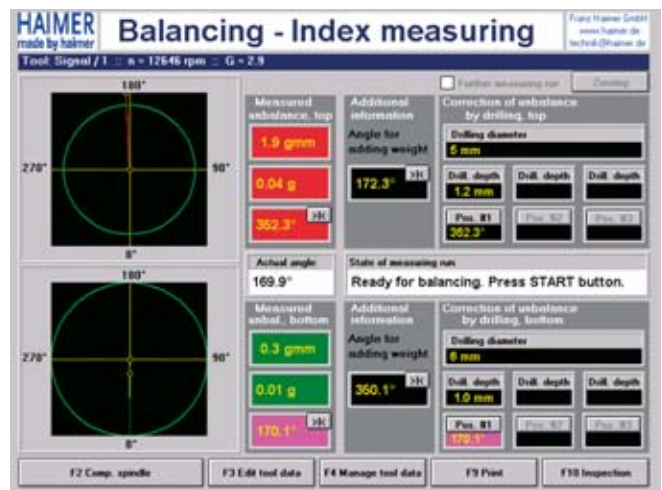 HAIMER
made by haimer
Balancing - Index measuring
Franz Haimer GmbH
www.haimer.de
technik@haimer.de
Tool: Signal / 1 :: n = 12646 rpm :: G = 2.9
180°
270°
90°
0°
Measured unbalance, top
1.9 gmm
0.04 g
352.3°
Additional information
Angle for adding weight
172.3°
Further measuring run
Correction of unbalance by drilling, top
Drilling diameter
5 mm
Drill. depth
1.2 mm
Drill. depth
Drill. depth
Pos. #1
352.3°
Pos. #2
Pos. #3
Actual angle
169.9°
State of measuring run
Ready for balancing. Press START button.
180°
270°
90°
0°
Measured unbal., bottom
0.3 gmm
0.01 g
170.1°
Additional information
Angle for adding weight
350.1°
Correction of unbalance by drilling, bottom
Drilling diameter
6 mm
Drill. depth
1.0 mm
Drill. depth
Drill. depth
Pos. #1
170.1°
Pos. #2
Pos. #3
F2 Comp. spindle
F3 Edit tool data
F4 Manage tool data
F9 Print
F10 Inspection